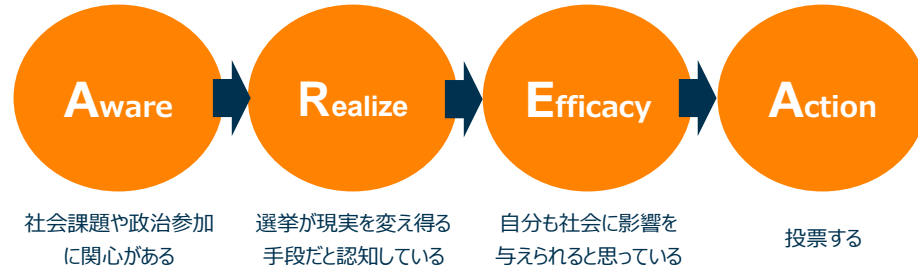 Aware
Realize
Efficacy
Action
社会課題や政治参加
に関心がある
選挙が現実を変え得る
手段だと認知している
自分も社会に影響を
与えられると思っている
投票する